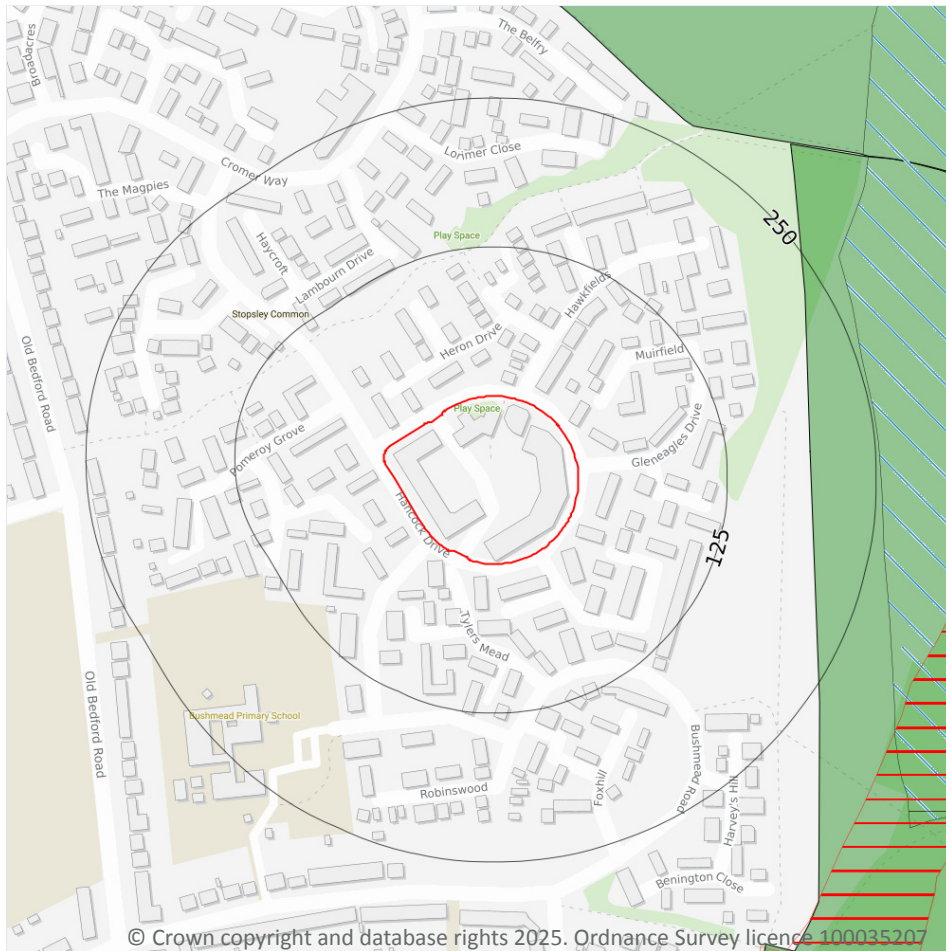 Broadacres
The Belfry
Lorimer Close
Cromer Way
The Magpies
250
Play Space
Haycroft
Lambourn Drive
Hawkfields
Stopsley Common
Heron Drive
Old Bedford Road
Muirfield
Play Space
Pomeroy Grove
Gleneagles Drive
Hancock Drive
125
Tylers Mead
Old Bedford Road
Bushmead Primary School
Bushmead Road
Robinswood
Foxhill
Harvey's Hill
Benington Close
© Crown copyright and database rights 2025. Ordnance Survey licence 100035207